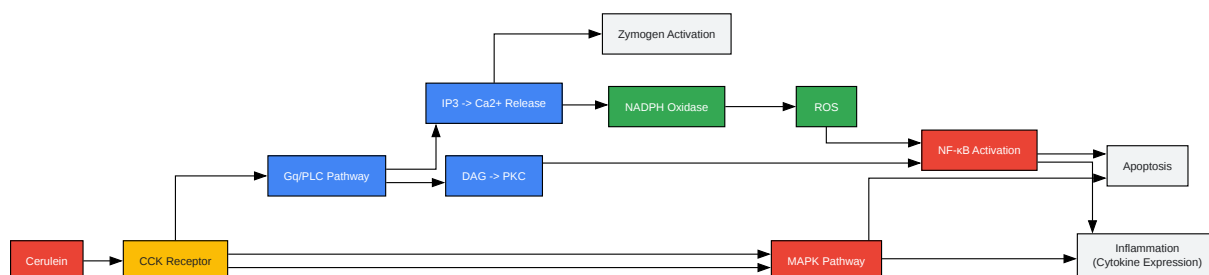 Zymogen Activation
IP3 -> Ca2+ Release
NADPH Oxidase
ROS
NF-κB Activation
Gq/PLC Pathway
DAG -> PKC
Apoptosis
Cerulein
CCK Receptor
MAPK Pathway
Inflammation
(Cytokine Expression)